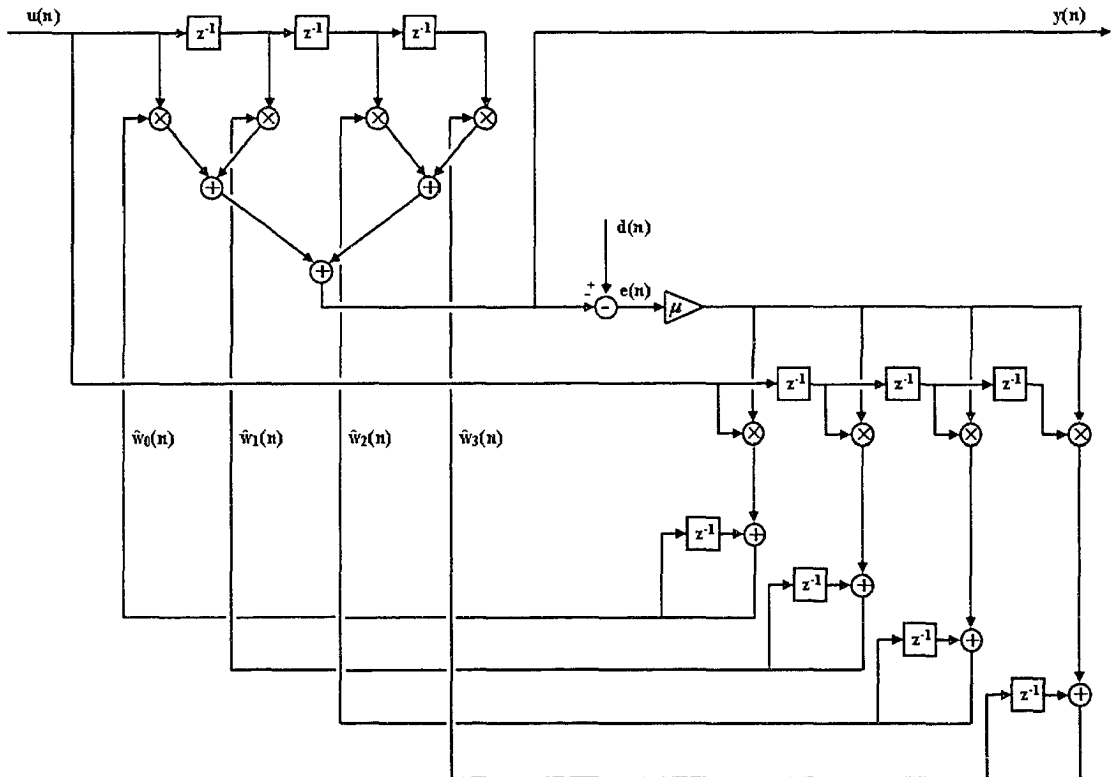 u(n)
y(n)
z-1
z-1
z-1
×
×
×
×
+
+
+
d(n)
+
-
-
e(n)
μ
z-1
z-1
z-1
×
×
×
×
ŵ0(n)
ŵ1(n)
ŵ2(n)
ŵ3(n)
z-1
+
z-1
+
z-1
+
z-1
+